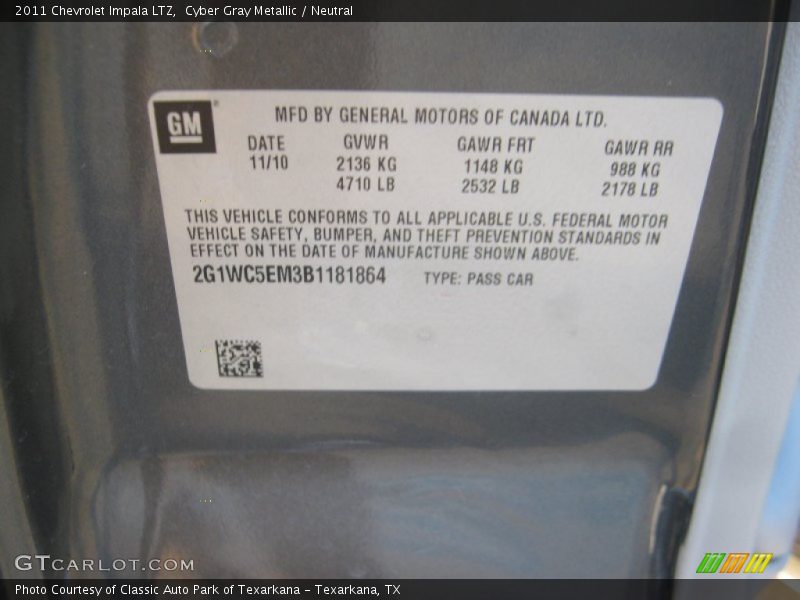 2011 Chevrolet Impala LTZ,  Cyber Gray Metallic / Neutral
GM
MFD BY GENERAL MOTORS OF CANADA LTD.
DATE GVWR GAWR FRT GAWR RR
11/10 2136 KG 1148 KG 988 KG
4710 LB 2532 LB 2178 LB
THIS VEHICLE CONFORMS TO ALL APPLICABLE U.S. FEDERAL MOTOR
VEHICLE SAFETY, BUMPER, AND THEFT PREVENTION STANDARDS IN
EFFECT ON THE DATE OF MANUFACTURE SHOWN ABOVE.
2G1WC5EM3B1181864 TYPE: PASS CAR
GTCARLOT.COM
Photo Courtesy of Classic Auto Park of Texarkana - Texarkana, TX